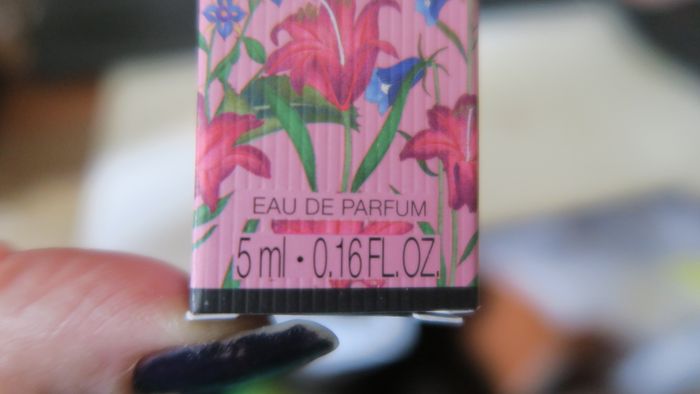 EAU DE PARFUM
5 ml • 0.16 FL. OZ.